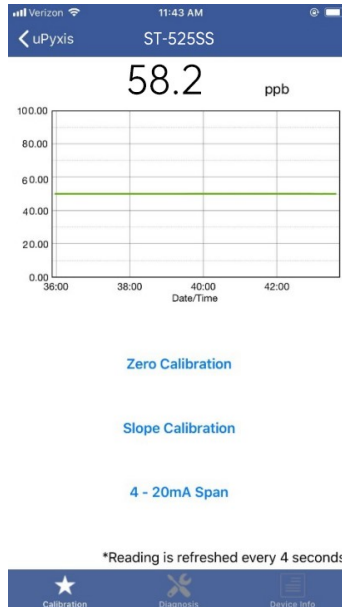 Verizon 11:43 AM
uPyxis ST-525SS
58.2 ppb
100.00
80.00
60.00
40.00
20.00
0.00
36:00 38:00 40:00 42:00
Date/Time
Zero Calibration
Slope Calibration
4 - 20mA Span
*Reading is refreshed every 4 seconds
Calibration Diagnosis Device Info